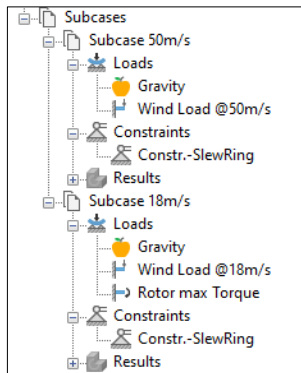 Subcases
Subcase 50m/s
Loads
Gravity
Wind Load @50m/s
Constraints
Constr.-SlewRing
Results
Subcase 18m/s
Loads
Gravity
Wind Load @18m/s
Rotor max Torque
Constraints
Constr.-SlewRing
Results